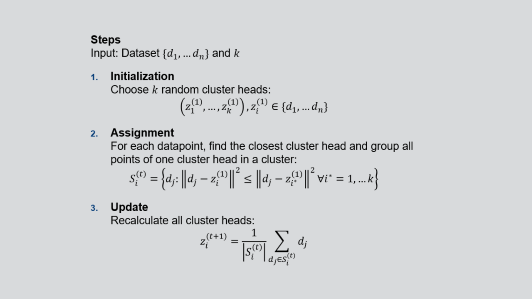 Steps
Input: Dataset {d₁, … dₙ} and k
1. Initialization
Choose k random cluster heads:
(z₁⁽¹⁾, … , zₖ⁽¹⁾), zᵢ⁽¹⁾ ∈ {d₁, … dₙ}
2. Assignment
For each datapoint, find the closest cluster head and group all
points of one cluster head in a cluster:
Sᵢ⁽ᵗ⁾ = {dⱼ: ‖dⱼ − zᵢ⁽¹⁾‖² ≤ ‖dⱼ − zᵢ*⁽¹⁾‖² ∀i* = 1, … k}
3. Update
Recalculate all cluster heads:
zᵢ⁽ᵗ⁺¹⁾ = 1/|Sᵢ⁽ᵗ⁾| ∑_{dⱼ∈Sᵢ⁽ᵗ⁾} dⱼ